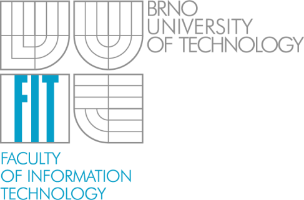 BRNO
UNIVERSITY
OF TECHNOLOGY
FIT
FACULTY
OF INFORMATION
TECHNOLOGY